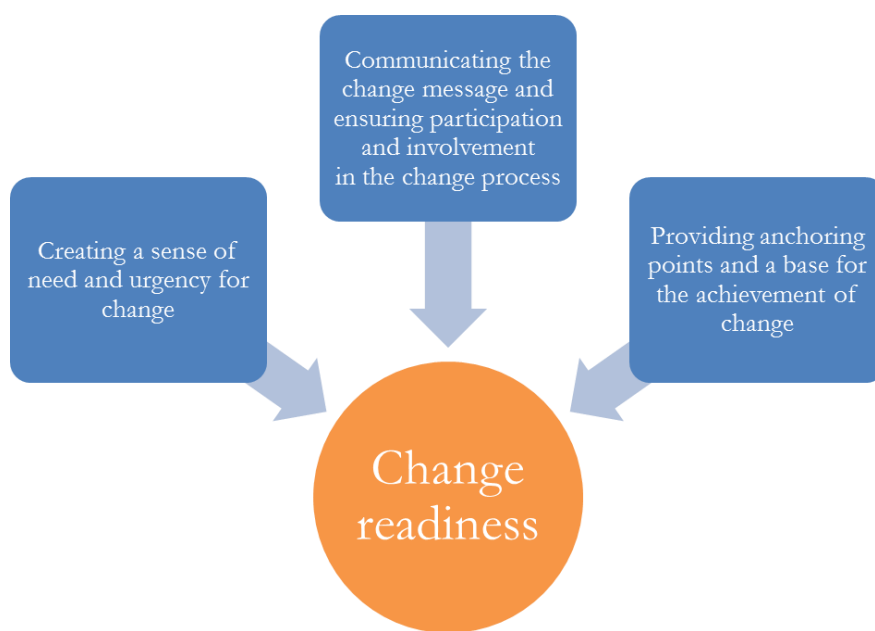 Communicating the
change message and
ensuring participation
and involvement
in the change process
Creating a sense of
need and urgency for
change
Providing anchoring
points and a base for
the achievement of
change
Change
readiness